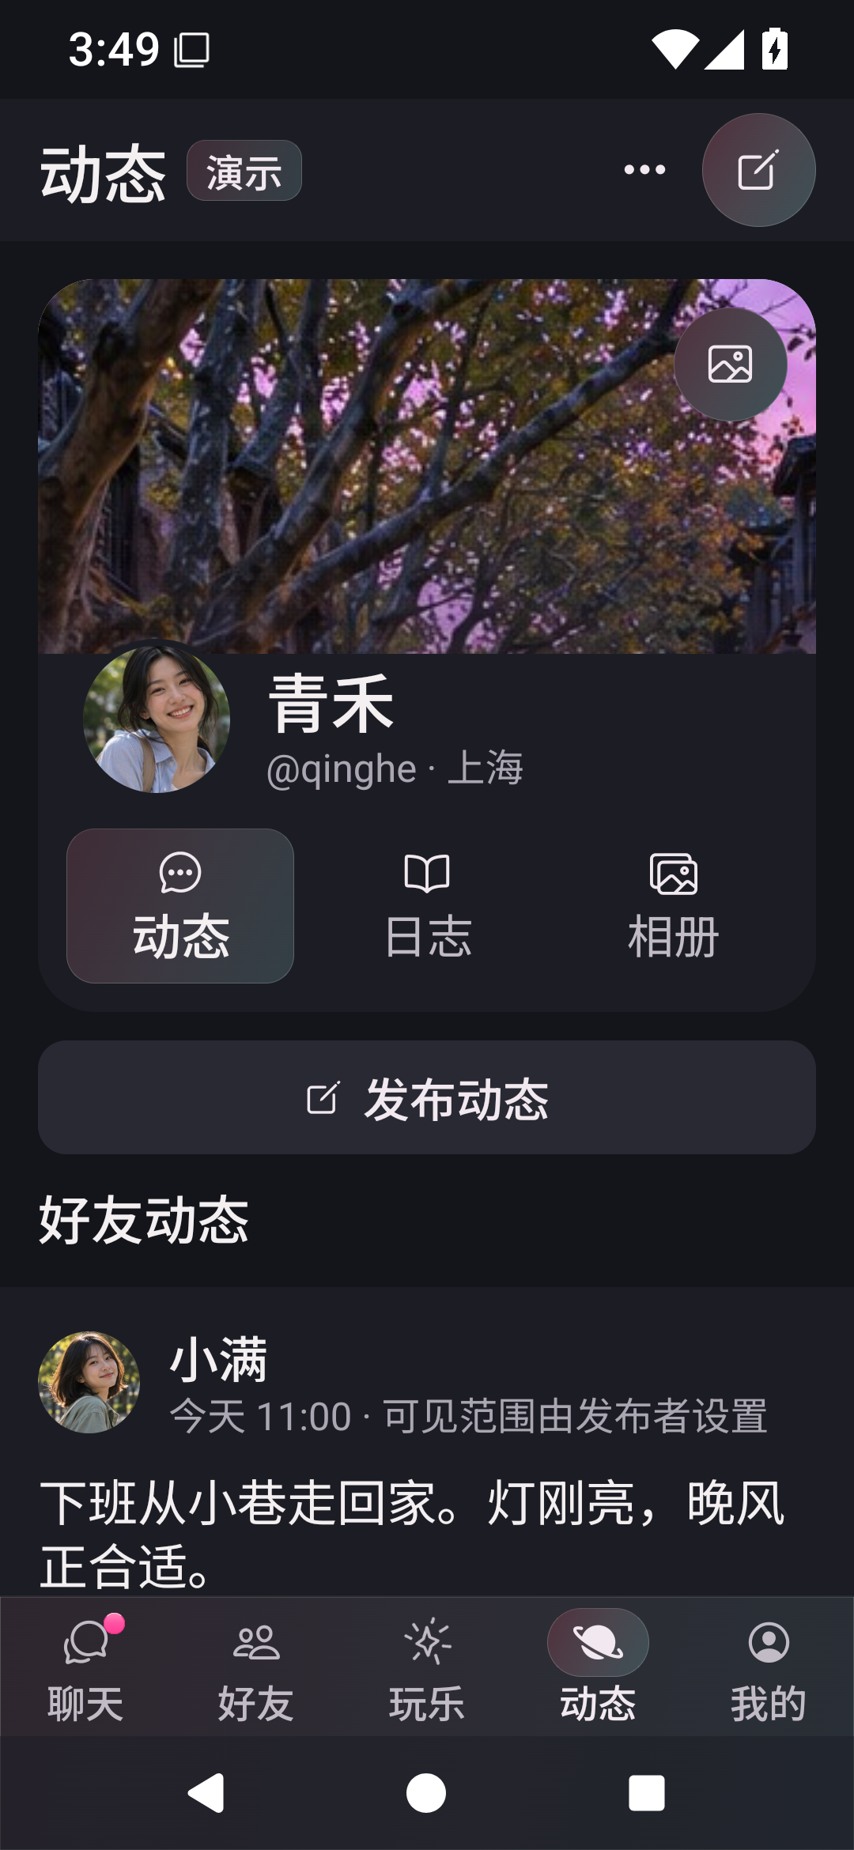 3:49
动态 演示
青禾
@qinghe · 上海
动态 日志 相册
发布动态
好友动态
小满
今天 11:00 · 可见范围由发布者设置
下班从小巷走回家。灯刚亮，晚风
正合适。
聊天 好友 玩乐 动态 我的